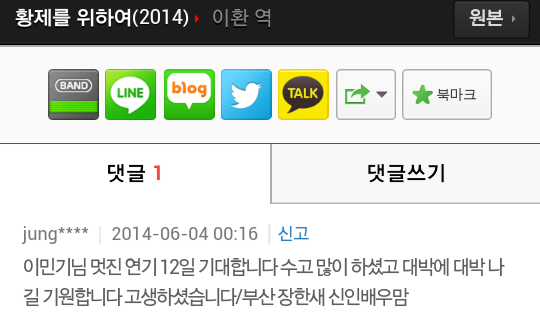 황제를 위하여(2014) 이환 역
원본
BAND
LINE
blog
TALK
북마크
댓글 1
댓글쓰기
jung**** 2014-06-04 00:16 신고
이민기님 멋진 연기 12일 기대합니다 수고 많이 하셨고 대박에 대박 나
길 기원합니다 고생하셨습니다/부산 장한새 신인배우맘